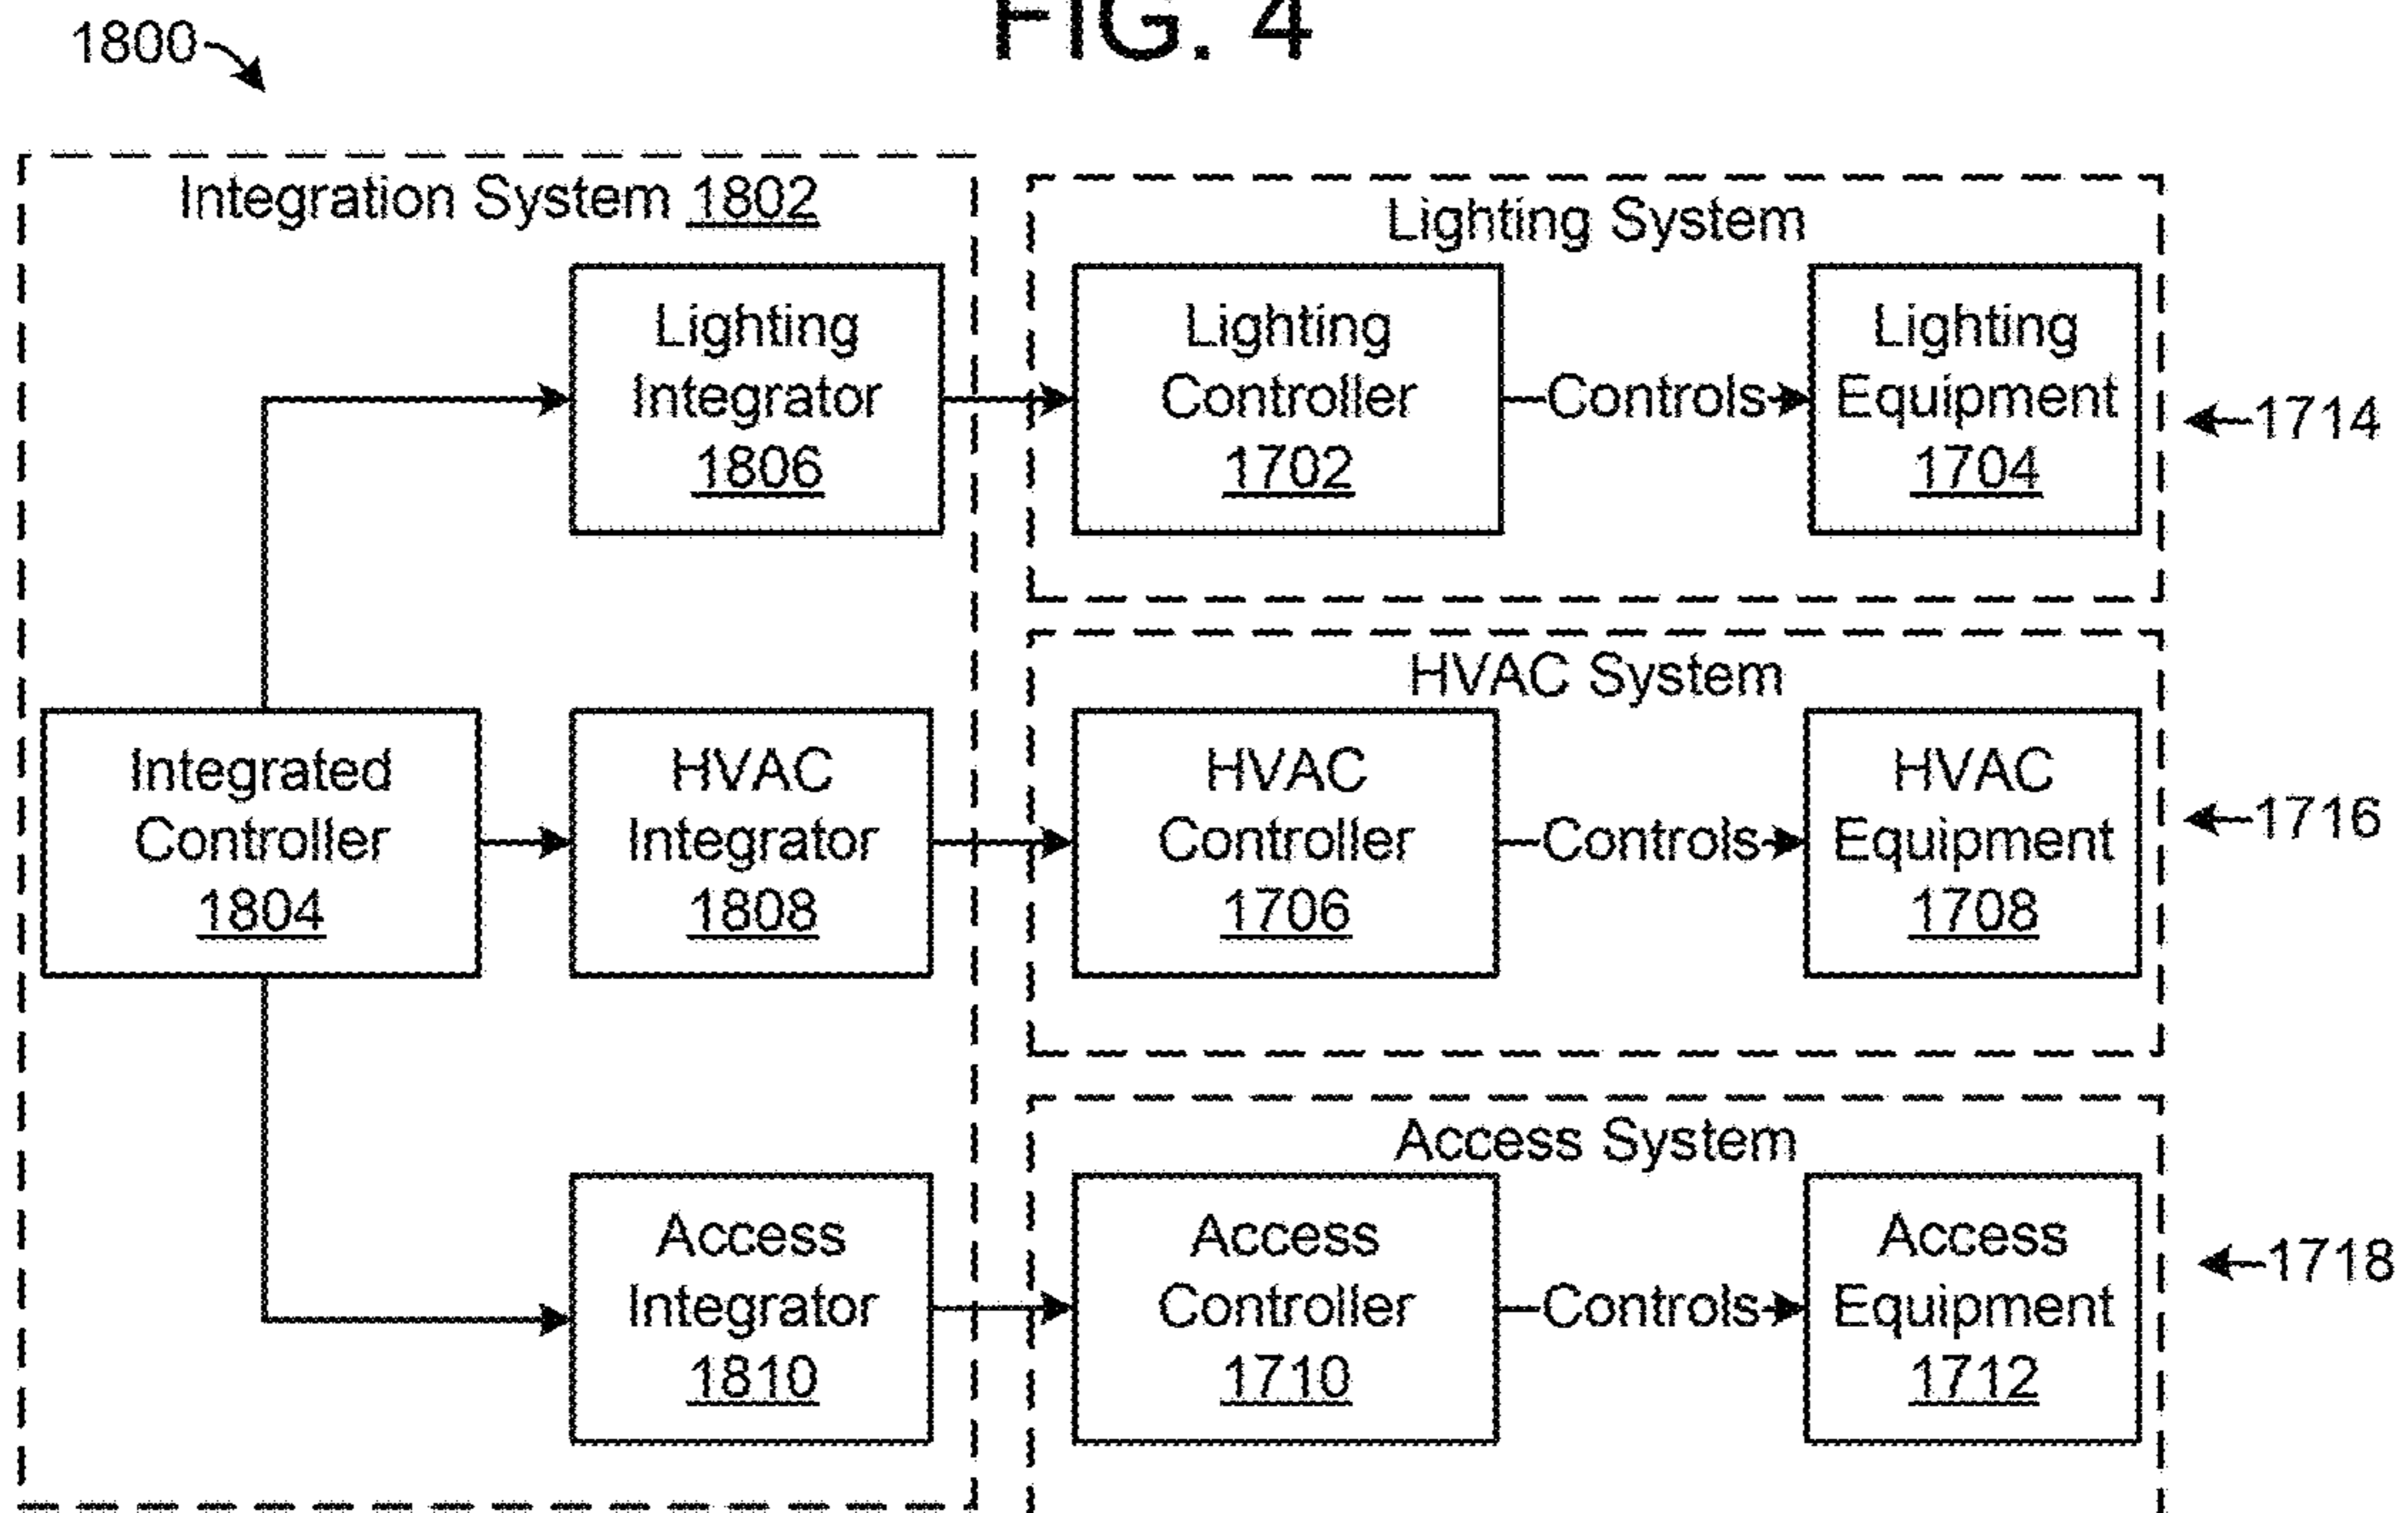 FIG. 4
1800
Integration System 1802
Lighting
Integrator
1806
Integrated
Controller
1804
HVAC
Integrator
1808
Access
Integrator
1810
Lighting System
Lighting
Controller
1702
Controls
Lighting
Equipment
1704
1714
HVAC System
HVAC
Controller
1706
Controls
HVAC
Equipment
1708
1716
Access System
Access
Controller
1710
Controls
Access
Equipment
1712
1718